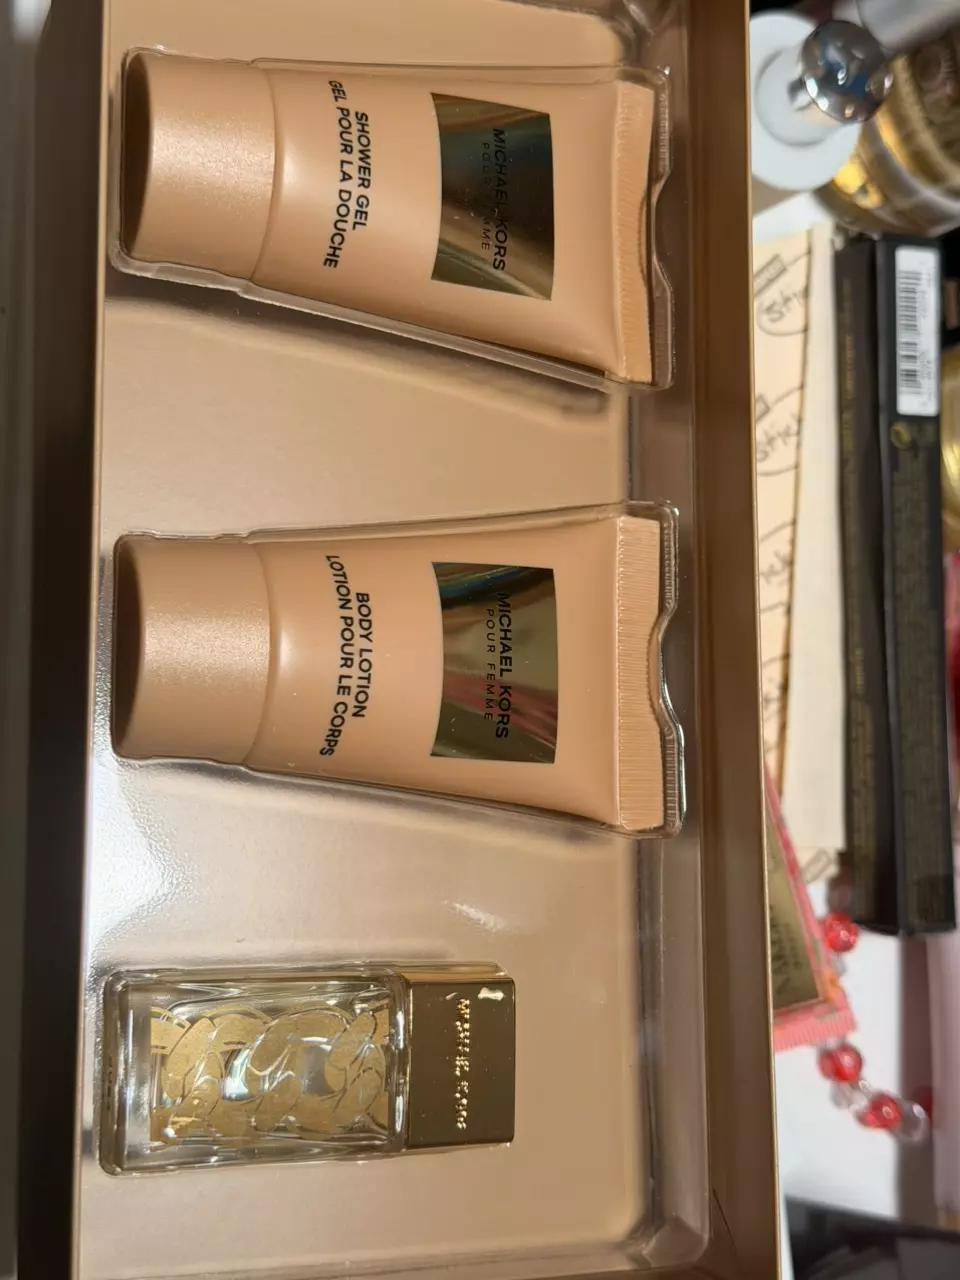 MICHAEL KORS
POUR FEMME
SHOWER GEL
GEL POUR LA DOUCHE
MICHAEL KORS
POUR FEMME
BODY LOTION
LOTION POUR LE CORPS
MICHAEL KORS